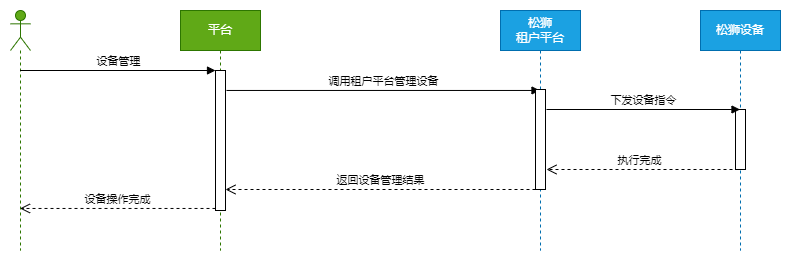 平台
松狮
租户平台
松狮设备
设备管理
调用租户平台管理设备
下发设备指令
执行完成
返回设备管理结果
设备操作完成